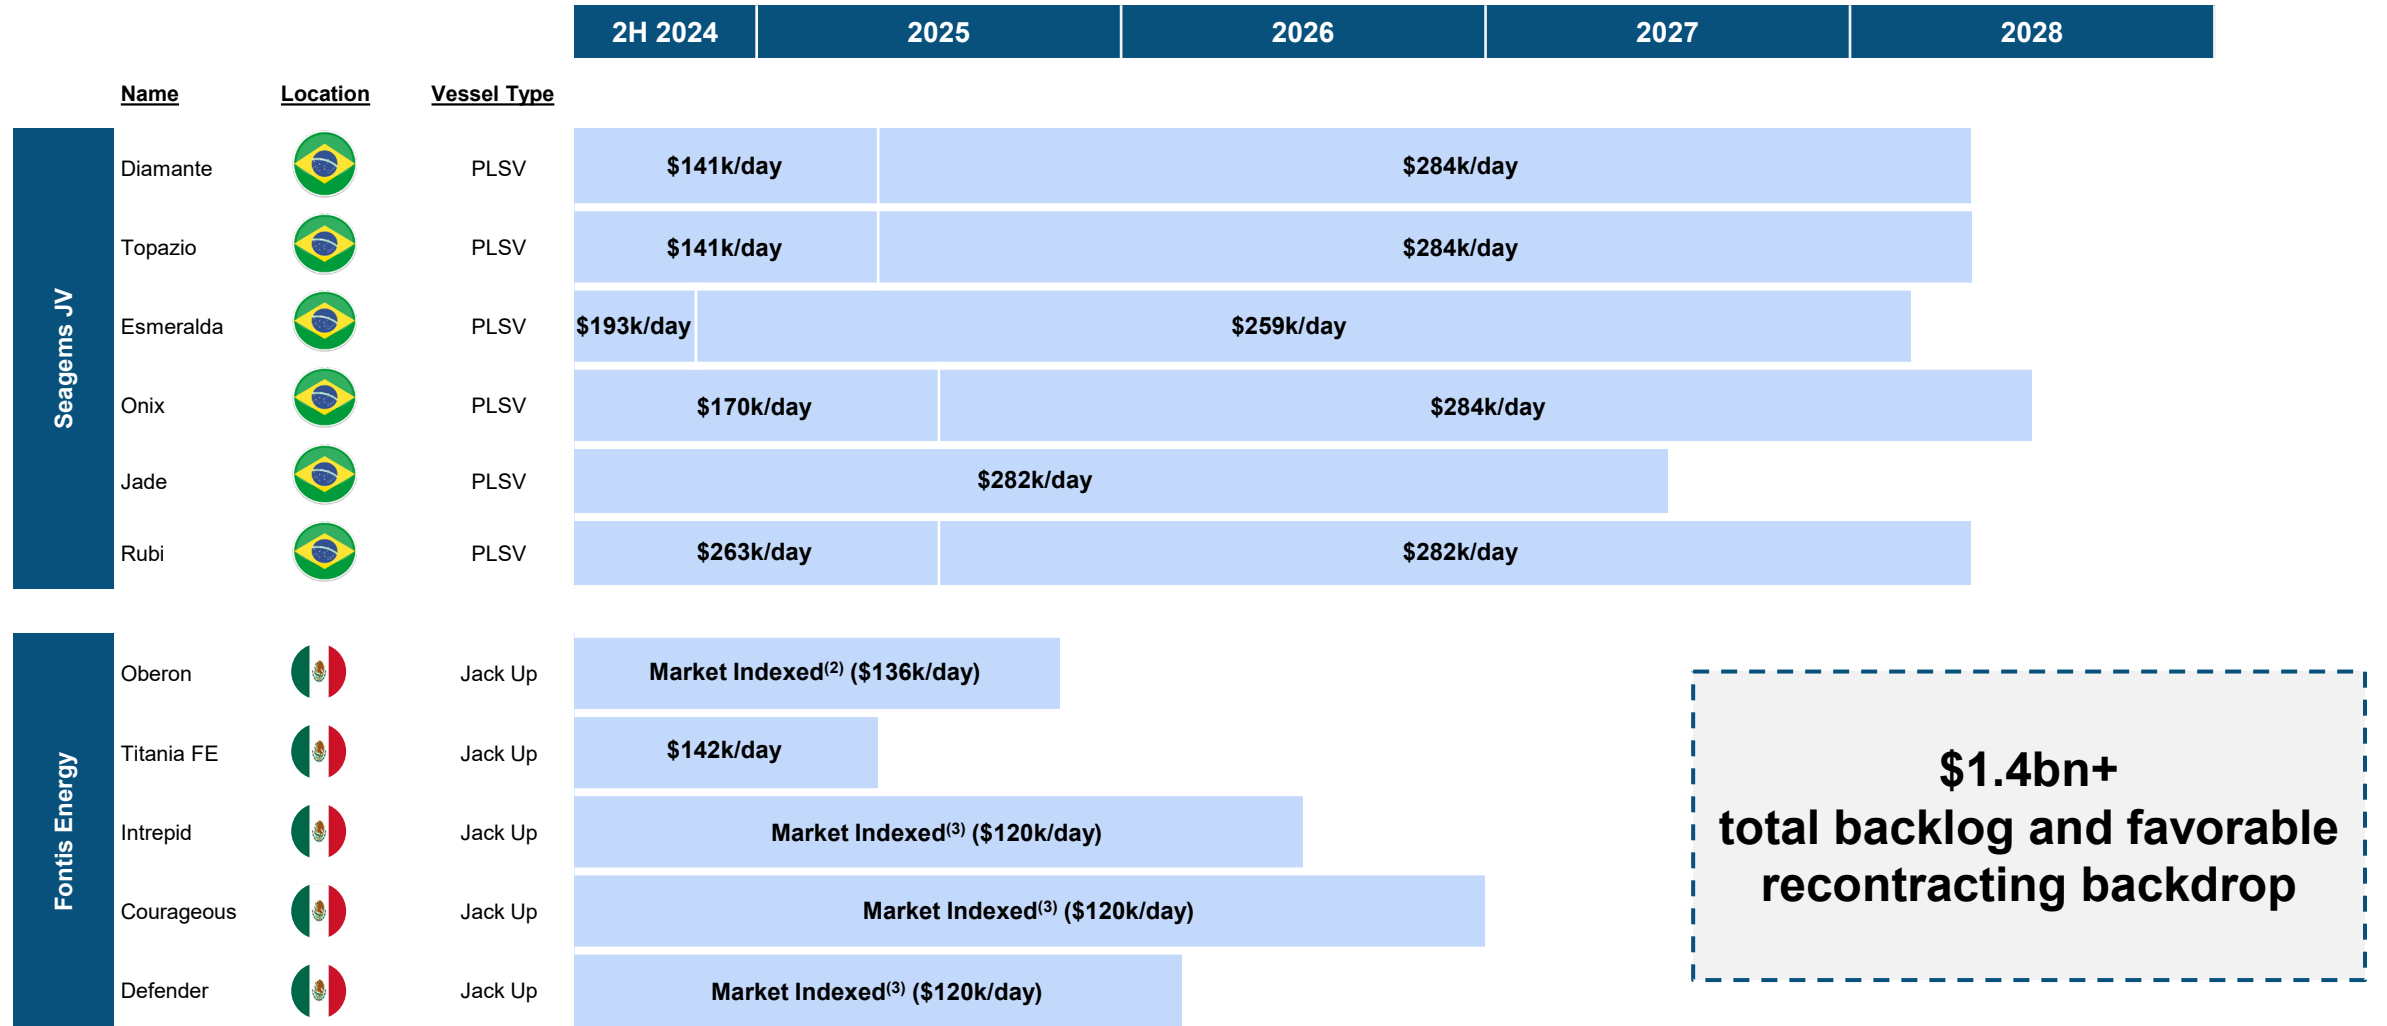 2H 2024 2025 2026 2027 2028
Name Location Vessel Type
Seagems JV
Diamante PLSV $141k/day $284k/day
Topazio PLSV $141k/day $284k/day
Esmeralda PLSV $193k/day $259k/day
Onix PLSV $170k/day $284k/day
Jade PLSV $282k/day
Rubi PLSV $263k/day $282k/day
Fontis Energy
Oberon Jack Up Market Indexed(2) ($136k/day)
Titania FE Jack Up $142k/day
Intrepid Jack Up Market Indexed(3) ($120k/day)
Courageous Jack Up Market Indexed(3) ($120k/day)
Defender Jack Up Market Indexed(3) ($120k/day)
$1.4bn+
total backlog and favorable
recontracting backdrop